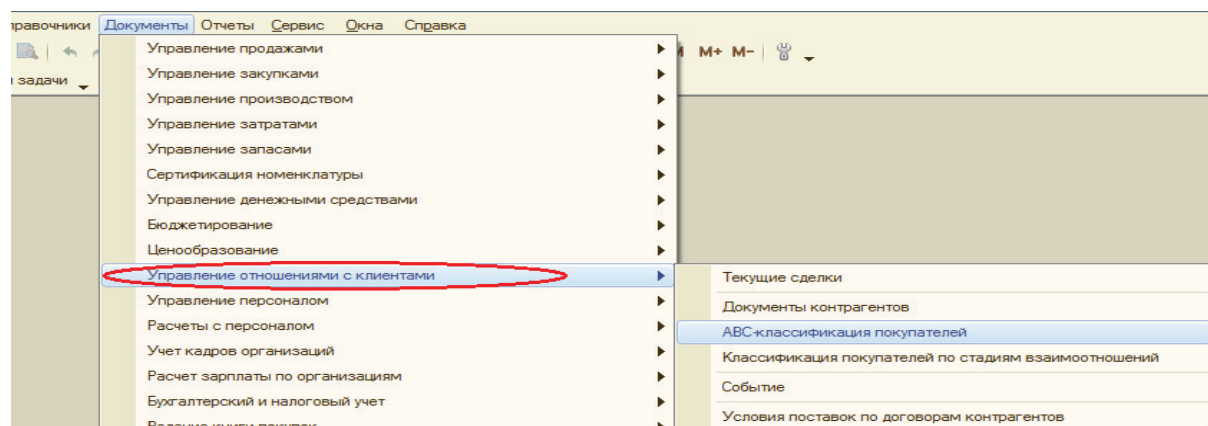 Документы Отчеты Сервис Окна Справка
М+ М-
задачи
Управление продажами
Управление закупками
Управление производством
Управление затратами
Управление запасами
Сертификация номенклатуры
Управление денежными средствами
Бюджетирование
Ценообразование
Управление отношениями с клиентами
Управление персоналом
Расчеты с персоналом
Учет кадров организаций
Расчет зарплаты по организациям
Бухгалтерский и налоговый учет
Текущие сделки
Документы контрагентов
АВС-классификация покупателей
Классификация покупателей по стадиям взаимоотношений
Событие
Условия поставок по договорам контрагентов